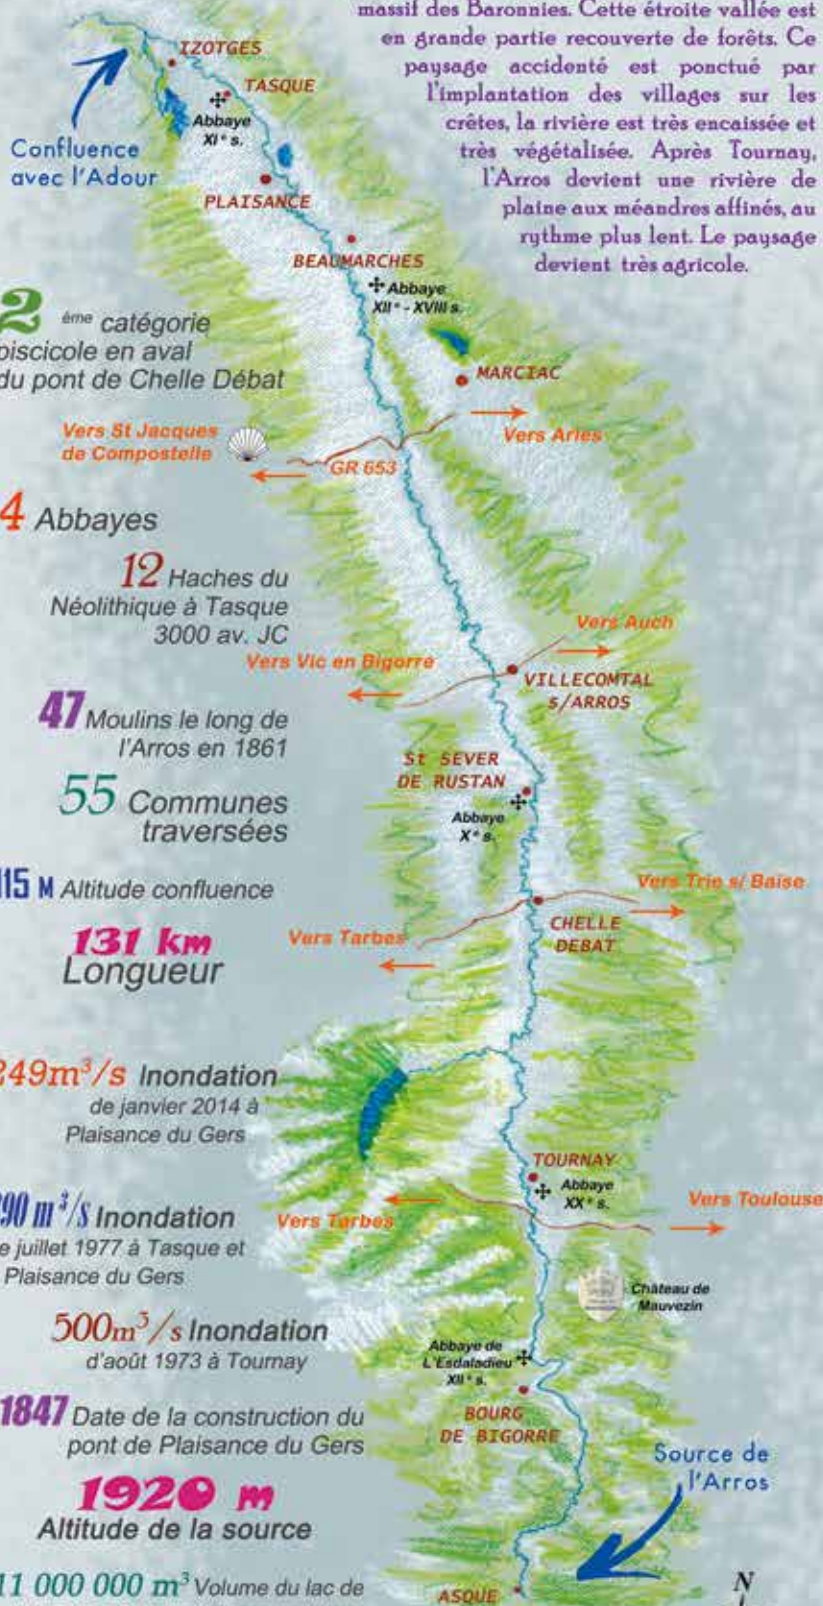 massif des Baronnies. Cette étroite vallée est
en grande partie recouverte de forêts. Ce
paysage accidenté est ponctué par
l'implantation des villages sur les
crêtes, la rivière est très encaissée et
très végétalisée. Après Tournay,
l'Arros devient une rivière de
plaine aux méandres affinés, au
rythme plus lent. Le paysage
devient très agricole.
IZOTGES
TASQUE
Abbaye
XI° s.
Confluence
avec l'Adour
PLAISANCE
BEAUMARCHES
Abbaye
XII° - XVIII s.
2 ème catégorie
piscicole en aval
du pont de Chelle Débat
MARCIAC
Vers St Jacques
de Compostelle
Vers Arles
GR 653
4 Abbayes
12 Haches du
Néolithique à Tasque
3000 av. JC
Vers Auch
Vers Vic en Bigorre
VILLECOMTAL
s/ARROS
47 Moulins le long de
l'Arros en 1861
St SEVER
DE RUSTAN
Abbaye
X° s.
55 Communes
traversées
115 M Altitude confluence
Vers Trie s/ Baise
CHELLE
DEBAT
Vers Tarbes
131 km
Longueur
249m³/s Inondation
de janvier 2014 à
Plaisance du Gers
TOURNAY
Abbaye
XX° s.
Vers Toulouse
Vers Tarbes
90 m³/s Inondation
e juillet 1977 à Tasque et
Plaisance du Gers
Château de
Mauvezin
500m³/s Inondation
d'août 1973 à Tournay
Abbaye de
L'Esdaladieu
XII° s.
BOURG
DE BIGORRE
1847 Date de la construction du
pont de Plaisance du Gers
Source de
l'Arros
1920 m
Altitude de la source
11 000 000 m³ Volume du lac de
ASQUE
N